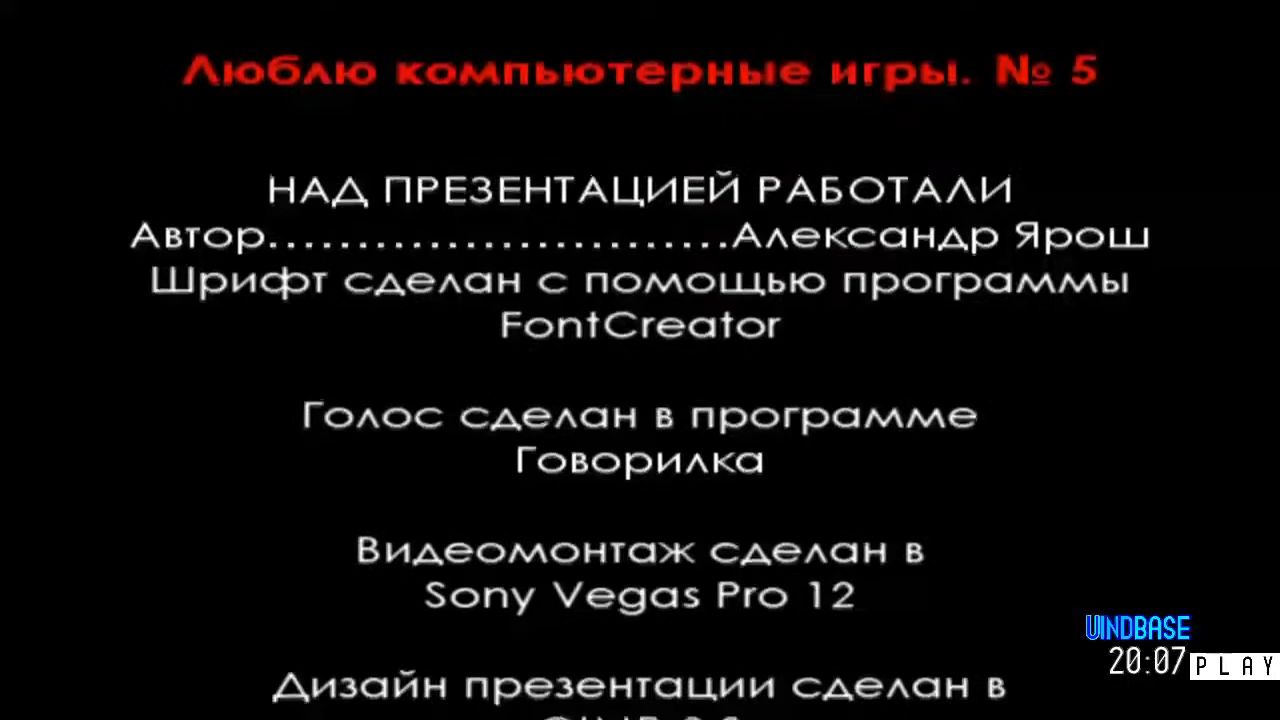 Люблю компьютерные игры. № 5
НАД ПРЕЗЕНТАЦИЕЙ РАБОТАЛИ
Автор..........................Александр Ярош
Шрифт сделан с помощью программы
FontCreator
Голос сделан в программе
Говорилка
Видеомонтаж сделан в
Sony Vegas Pro 12
UINDBASE
20:07 PLAY
Дизайн презентации сделан в